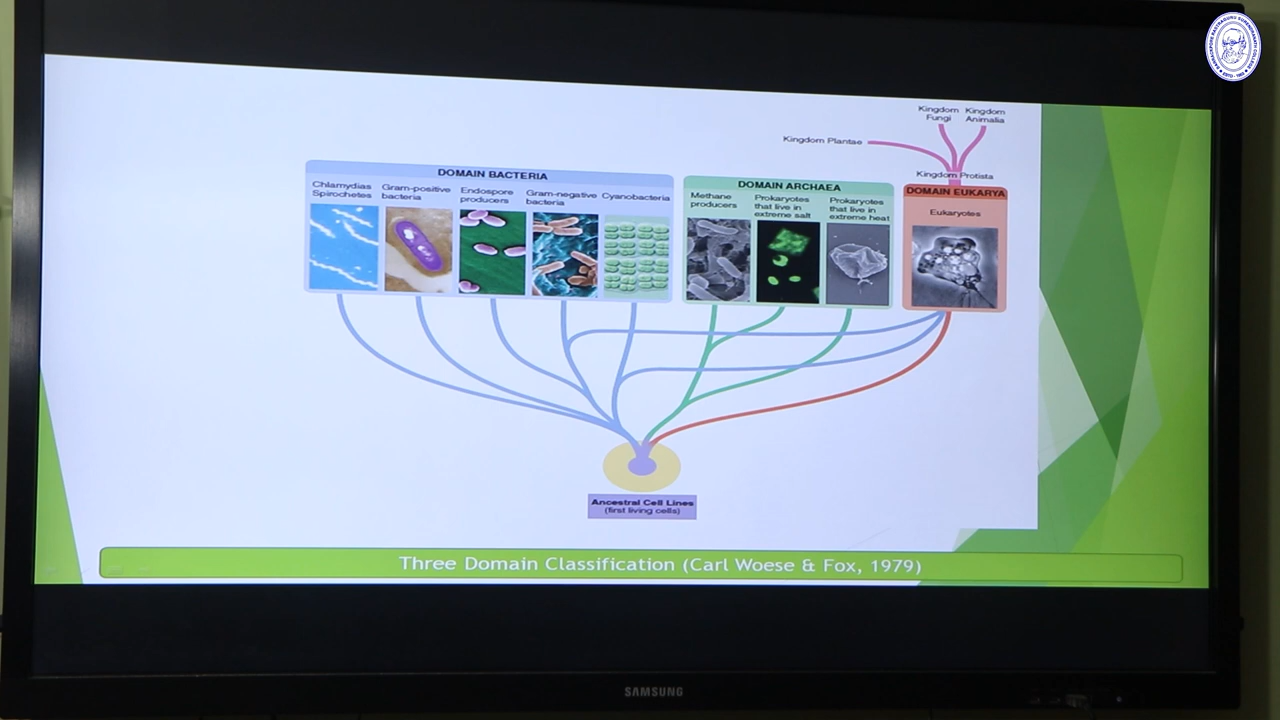 Kingdom
Fungi
Kingdom
Animalia
Kingdom Plantae
Kingdom Protista
DOMAIN BACTERIA
Chlamydias
Spirochetes
Gram-positive
bacteria
Endospore
producers
Gram-negative
bacteria
Cyanobacteria
DOMAIN ARCHAEA
Methane
producers
Prokaryotes
that live in
extreme salt
Prokaryotes
that live in
extreme heat
DOMAIN EUKARYA
Eukaryotes
Ancestral Cell Lines
(first living cells)
Three Domain Classification (Carl Woese & Fox, 1979)
SAMSUNG